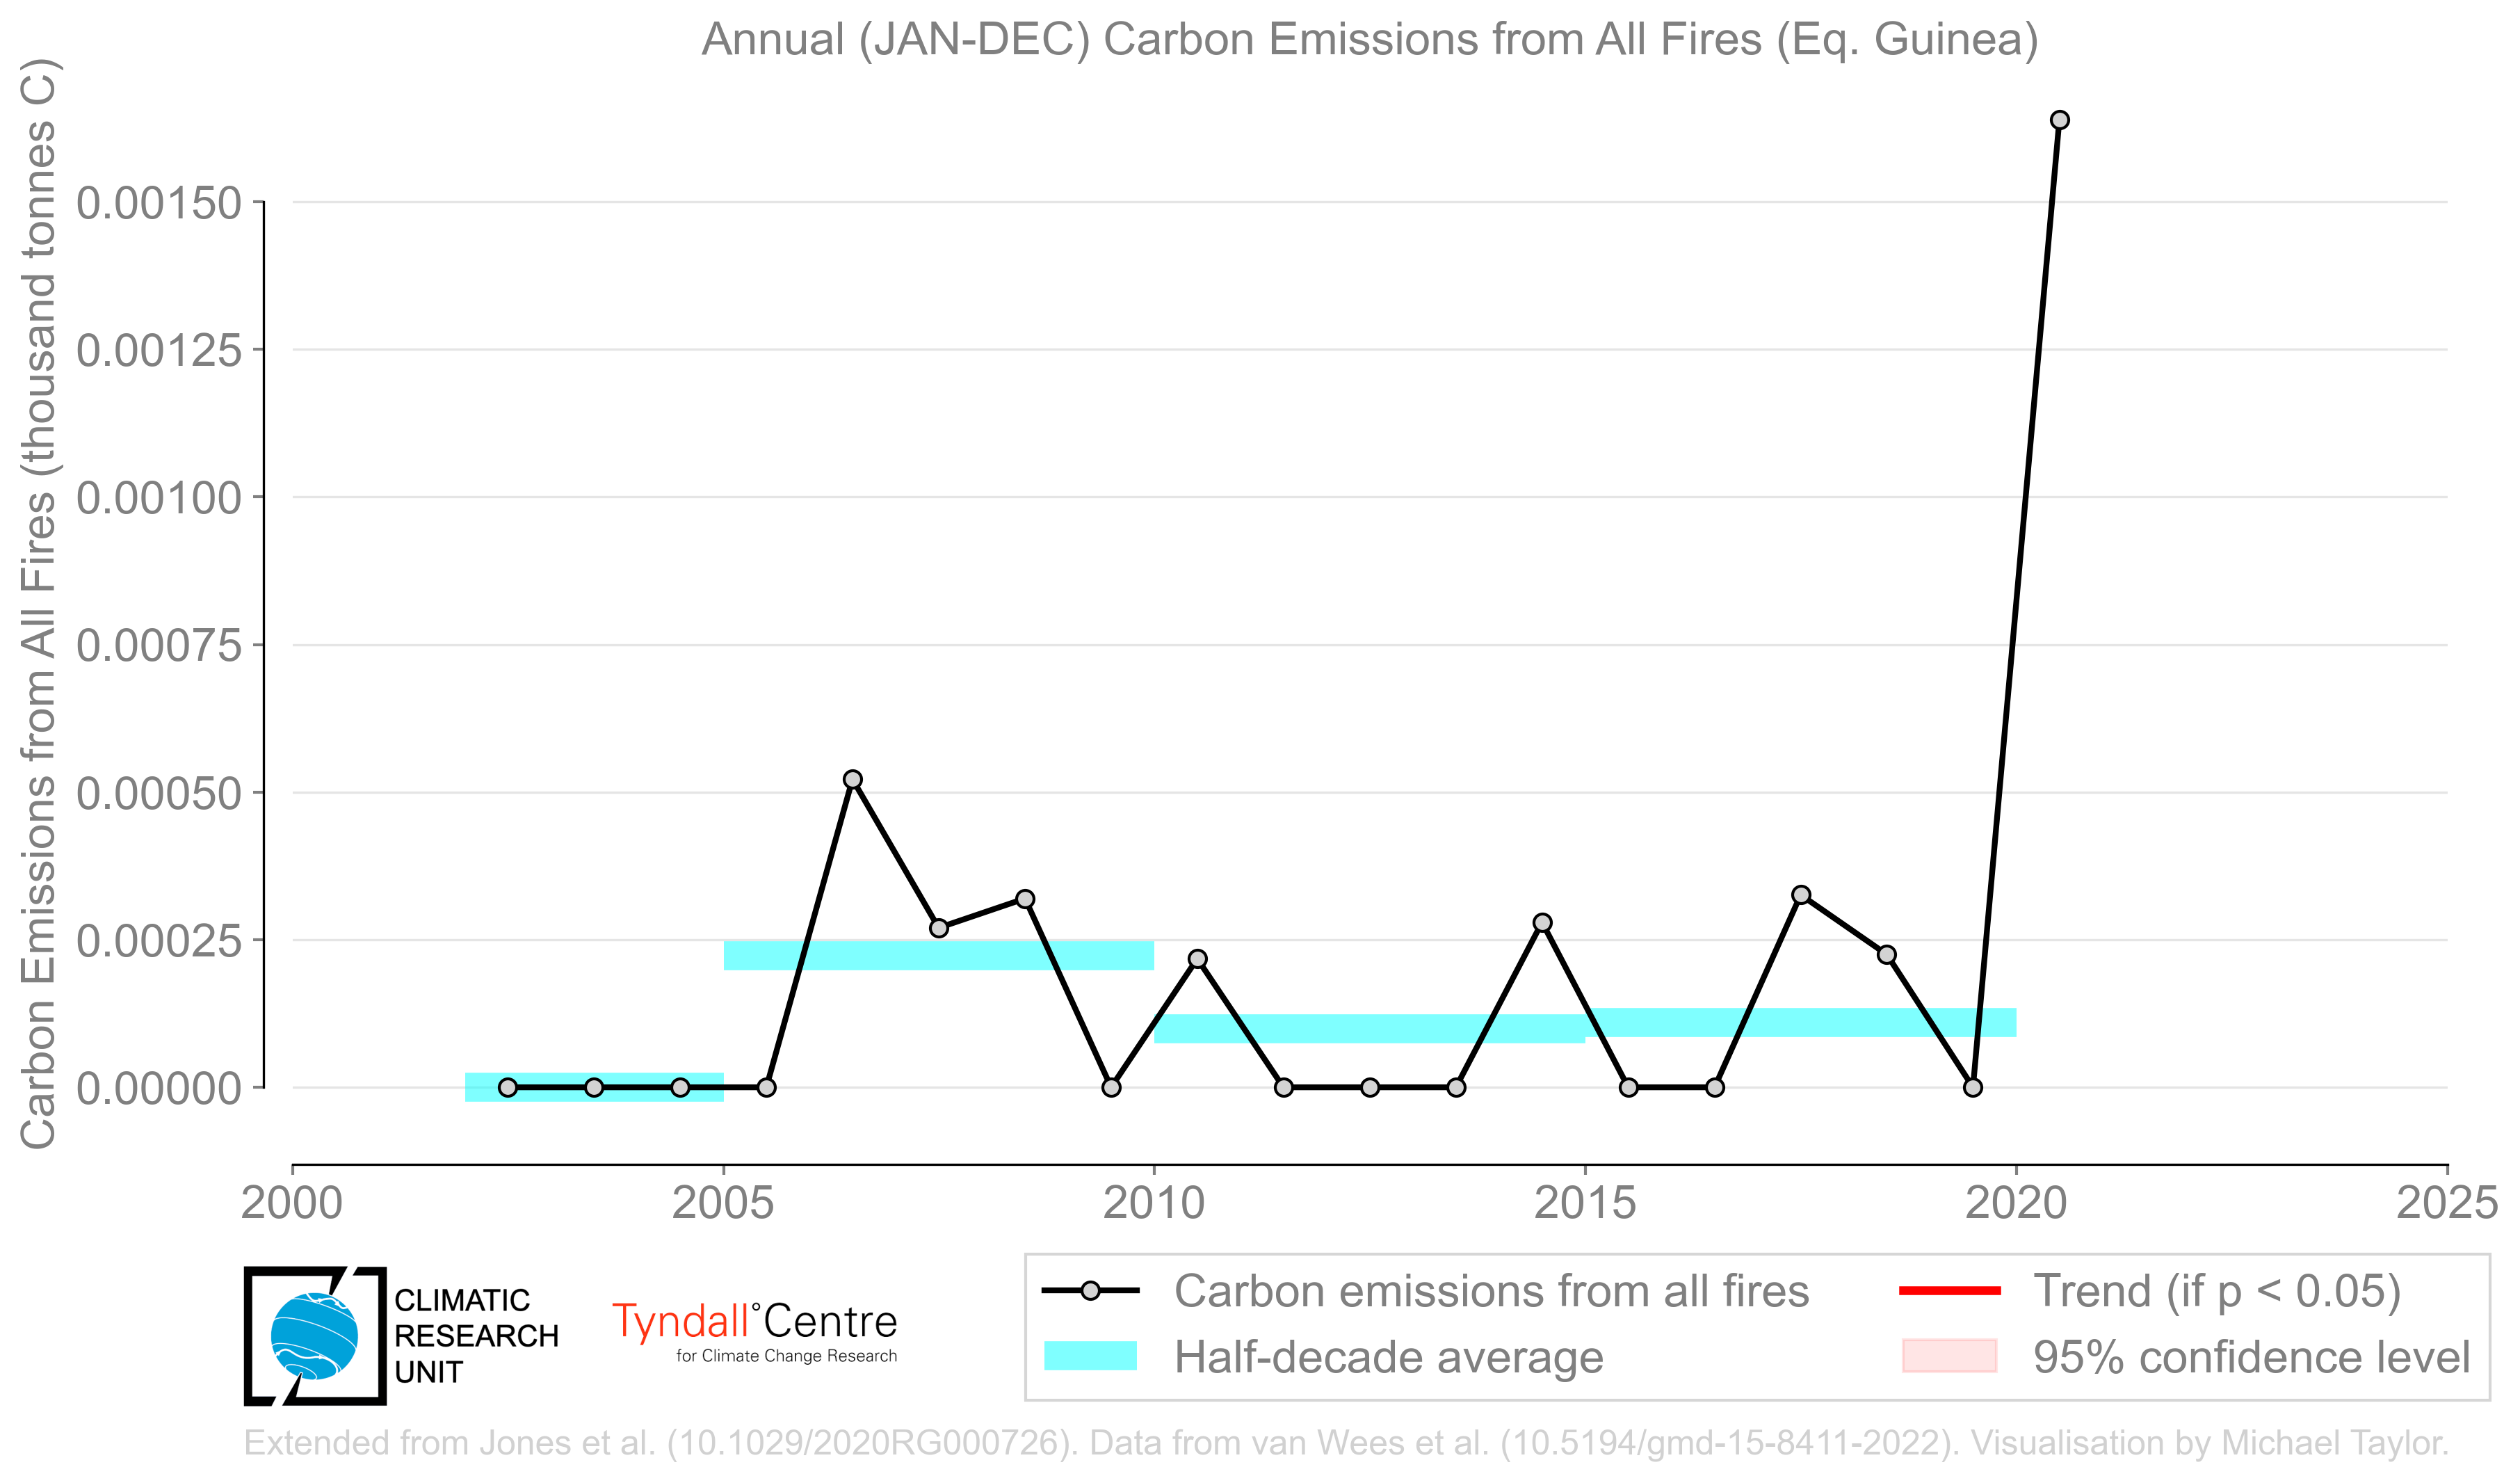 Annual (JAN-DEC) Carbon Emissions from All Fires (Eq. Guinea)
Carbon Emissions from All Fires (thousand tonnes C)
0.00150
0.00125
0.00100
0.00075
0.00050
0.00025
0.00000
2000 2005 2010 2015 2020 2025
CLIMATIC
RESEARCH
UNIT
Tyndall°Centre
for Climate Change Research
Carbon emissions from all fires
Half-decade average
Trend (if p < 0.05)
95% confidence level
Extended from Jones et al. (10.1029/2020RG000726). Data from van Wees et al. (10.5194/gmd-15-8411-2022). Visualisation by Michael Taylor.